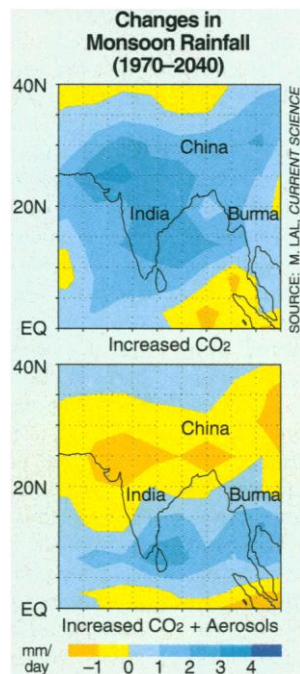 Changes in
Monsoon Rainfall
(1970–2040)
40N
China
20N
India
Burma
EQ
SOURCE: M. LAL, CURRENT SCIENCE
Increased CO2
40N
China
20N
India
Burma
EQ
Increased CO2 + Aerosols
mm/
day
–1 0 1 2 3 4